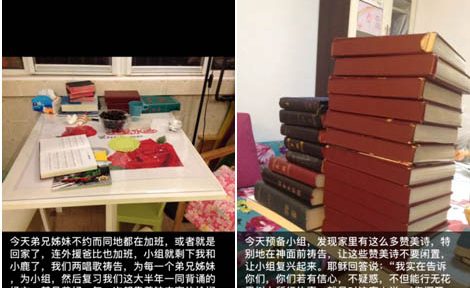 今天弟兄姊妹不约而同地都在加班，或者就是
回家了，连外援爸比也加班，小组就剩下我和
小鹿了，我们两唱歌祷告，为每一个弟兄姊妹
，为小组，然后复习我们这大半年一同背诵的
今天预备小组，发现家里有这么多赞美诗，特
别地在神面前祷告，让这些赞美诗不要闲置，
让小组复兴起来。耶稣回答说：“我实在告诉
你们，你们若有信心，不疑惑，不但能行无花